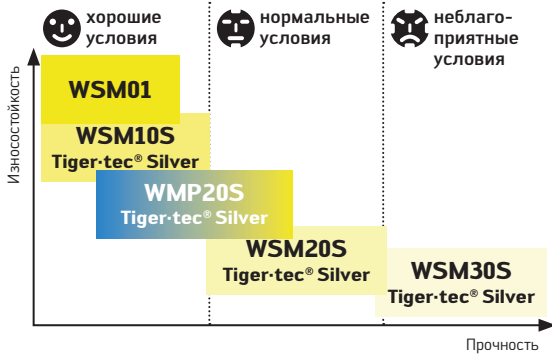 хорошие
условия
нормальные
условия
неблаго-
приятные
условия
Износостойкость
WSM01
WSM10S
Tiger·tec® Silver
WMP20S
Tiger·tec® Silver
WSM20S
Tiger·tec® Silver
WSM30S
Tiger·tec® Silver
Прочность